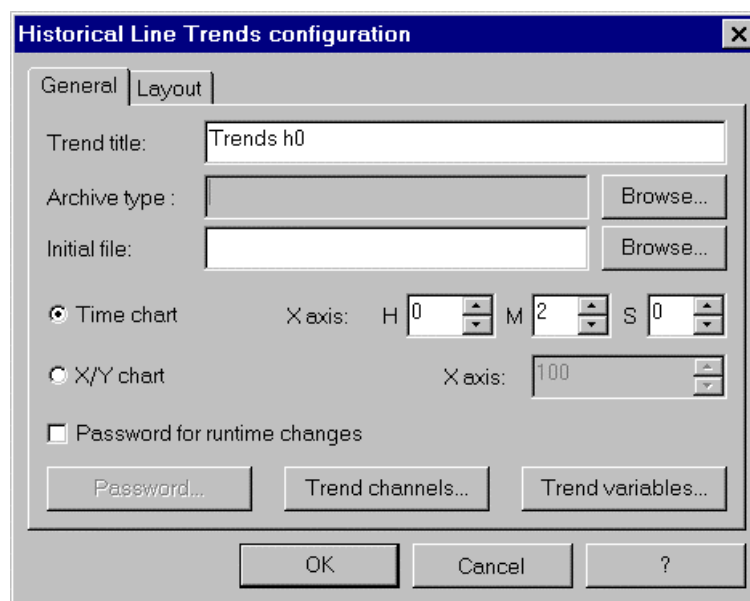 Historical Line Trends configuration
General Layout
Trend title: Trends h0
Archive type : Browse...
Initial file: Browse...
Time chart X axis: H 0 M 2 S 0
X/Y chart X axis: 100
Password for runtime changes
Password... Trend channels... Trend variables...
OK Cancel ?